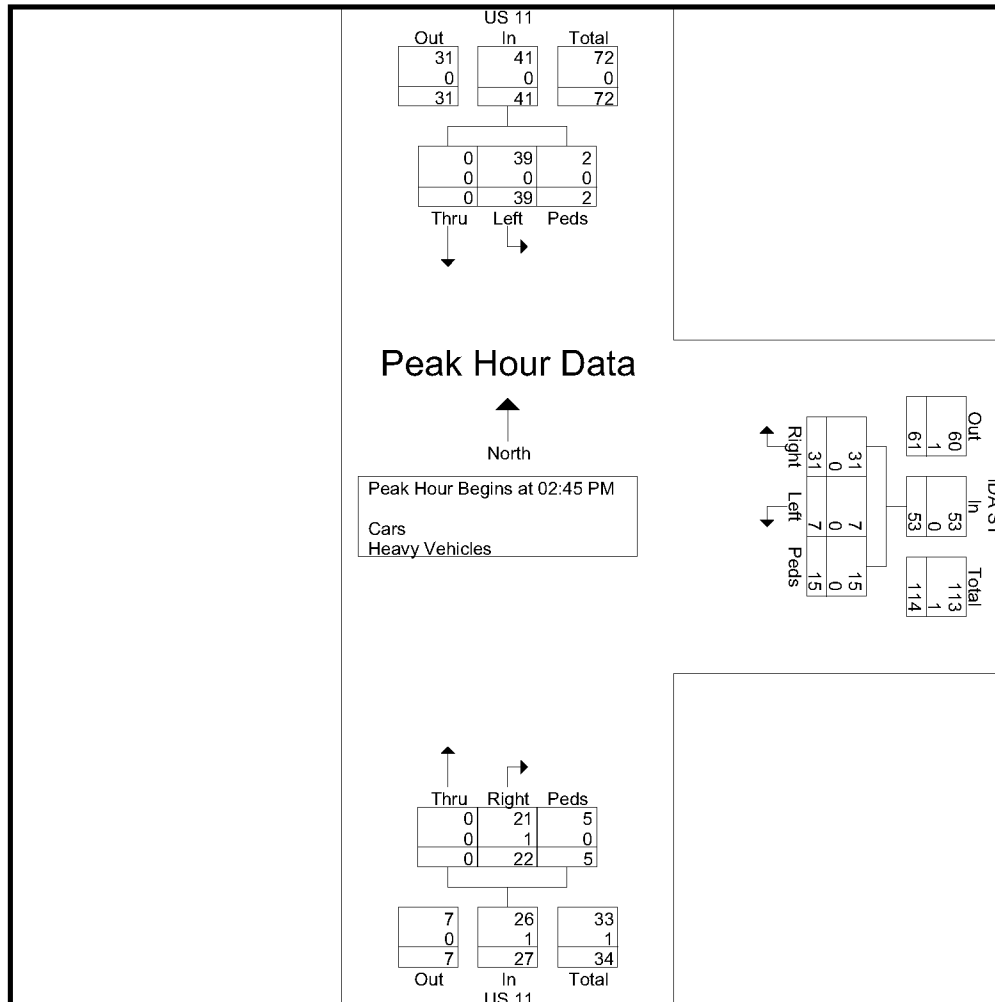 US 11
Out In Total
31 41 72
0 0 0
31 41 72
0 39 2
0 0 0
0 39 2
Thru Left Peds
Peak Hour Data
North
Peak Hour Begins at 02:45 PM
Cars
Heavy Vehicles
Right Left Peds
31 7 15
0 0 0
31 7 15
Out In Total
60 53 113
1 0 1
61 53 114
Thru Right Peds
0 21 5
0 1 0
0 22 5
7 26 33
0 1 1
7 27 34
Out In Total
US 11